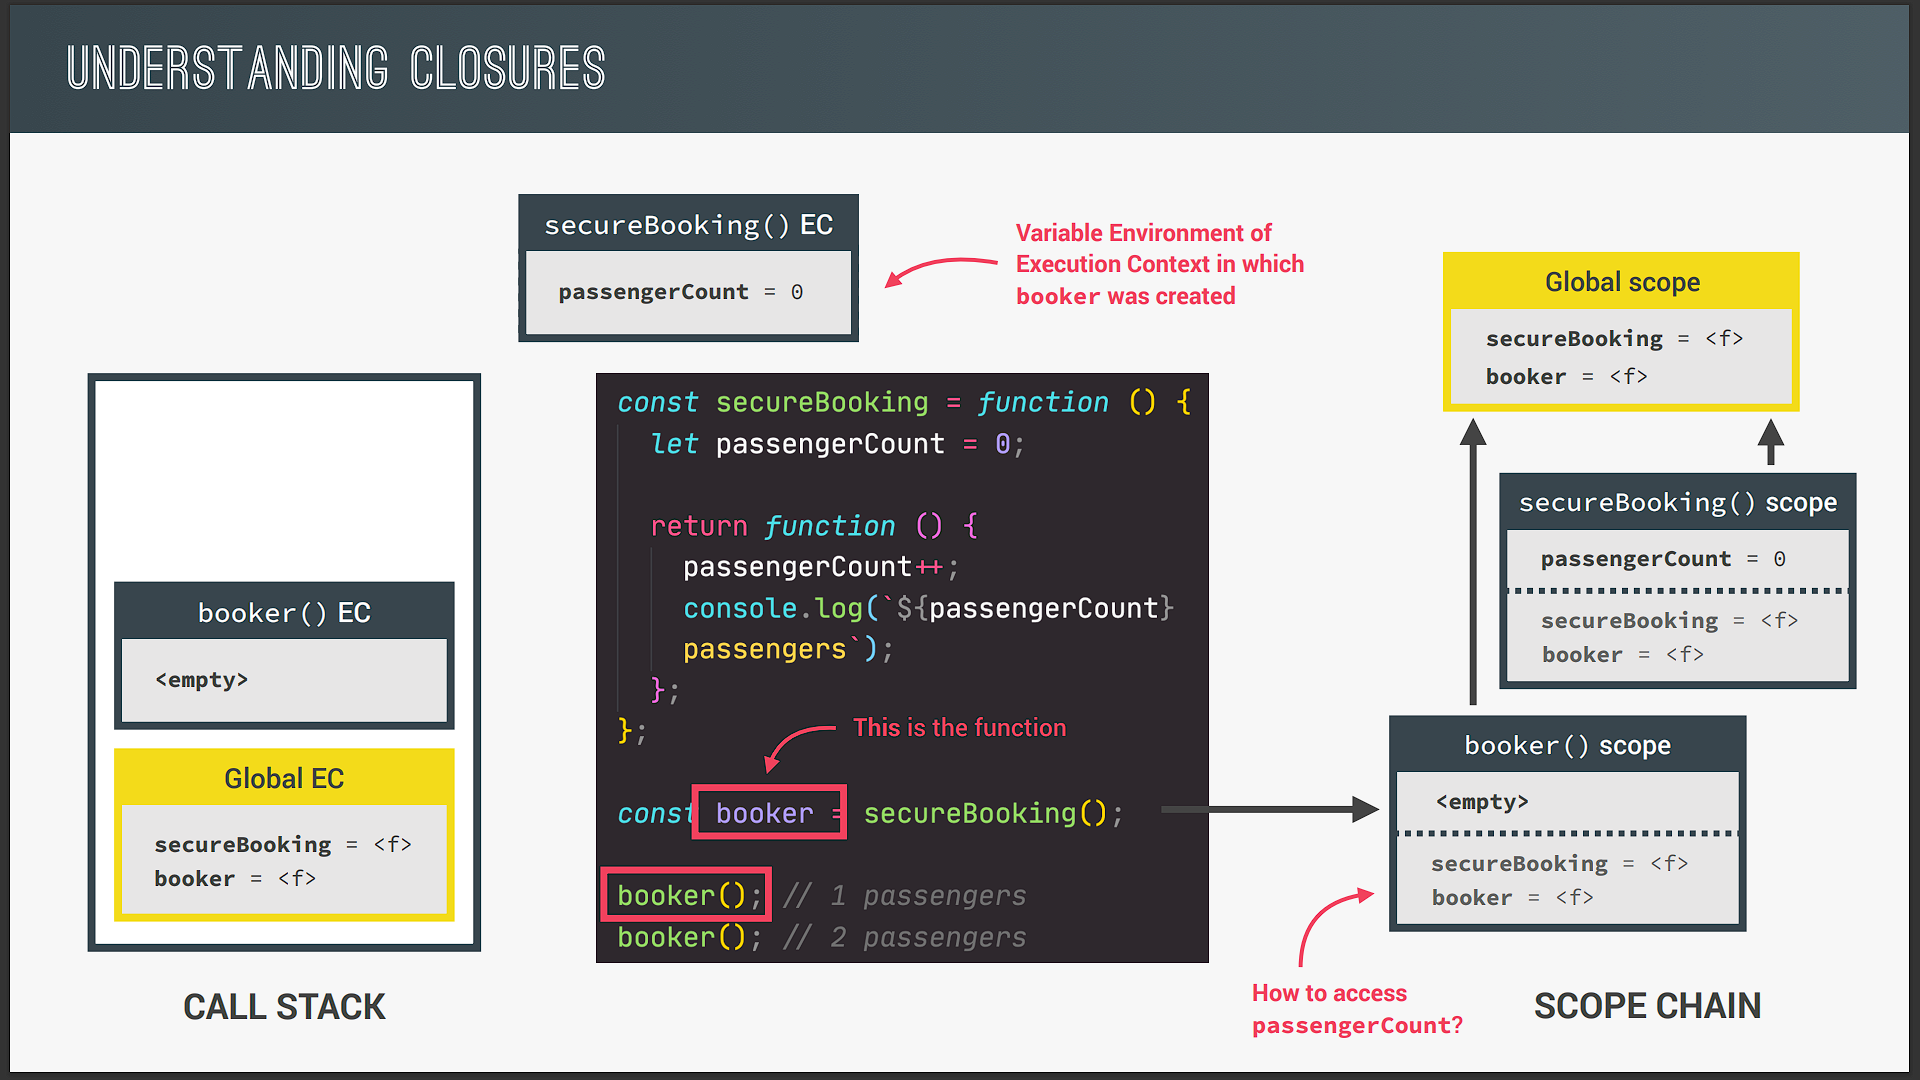 UNDERSTANDING CLOSURES
secureBooking() EC
passengerCount = 0
Variable Environment of
Execution Context in which
booker was created
booker() EC
<empty>
Global EC
secureBooking = <f>
booker = <f>
CALL STACK
const secureBooking = function () {
let passengerCount = 0;
return function () {
passengerCount++;
console.log(`${passengerCount}
passengers`);
};
};
This is the function
const booker = secureBooking();
booker(); // 1 passengers
booker(); // 2 passengers
Global scope
secureBooking = <f>
booker = <f>
secureBooking() scope
passengerCount = 0
secureBooking = <f>
booker = <f>
booker() scope
<empty>
secureBooking = <f>
booker = <f>
How to access
passengerCount?
SCOPE CHAIN